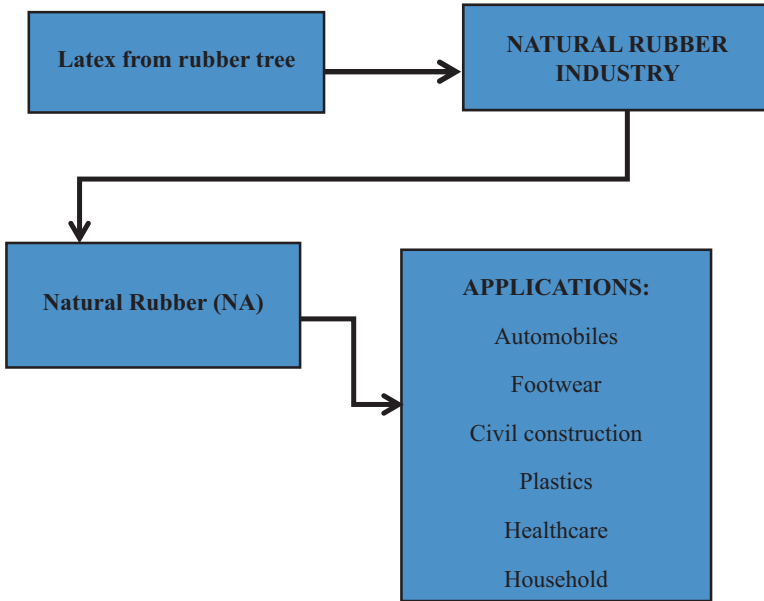 Latex from rubber tree
NATURAL RUBBER
INDUSTRY
Natural Rubber (NA)
APPLICATIONS:
Automobiles
Footwear
Civil construction
Plastics
Healthcare
Household